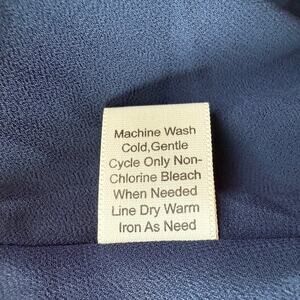 Machine Wash
Cold,Gentle
Cycle Only Non-
Chlorine Bleach
When Needed
Line Dry Warm
Iron As Need